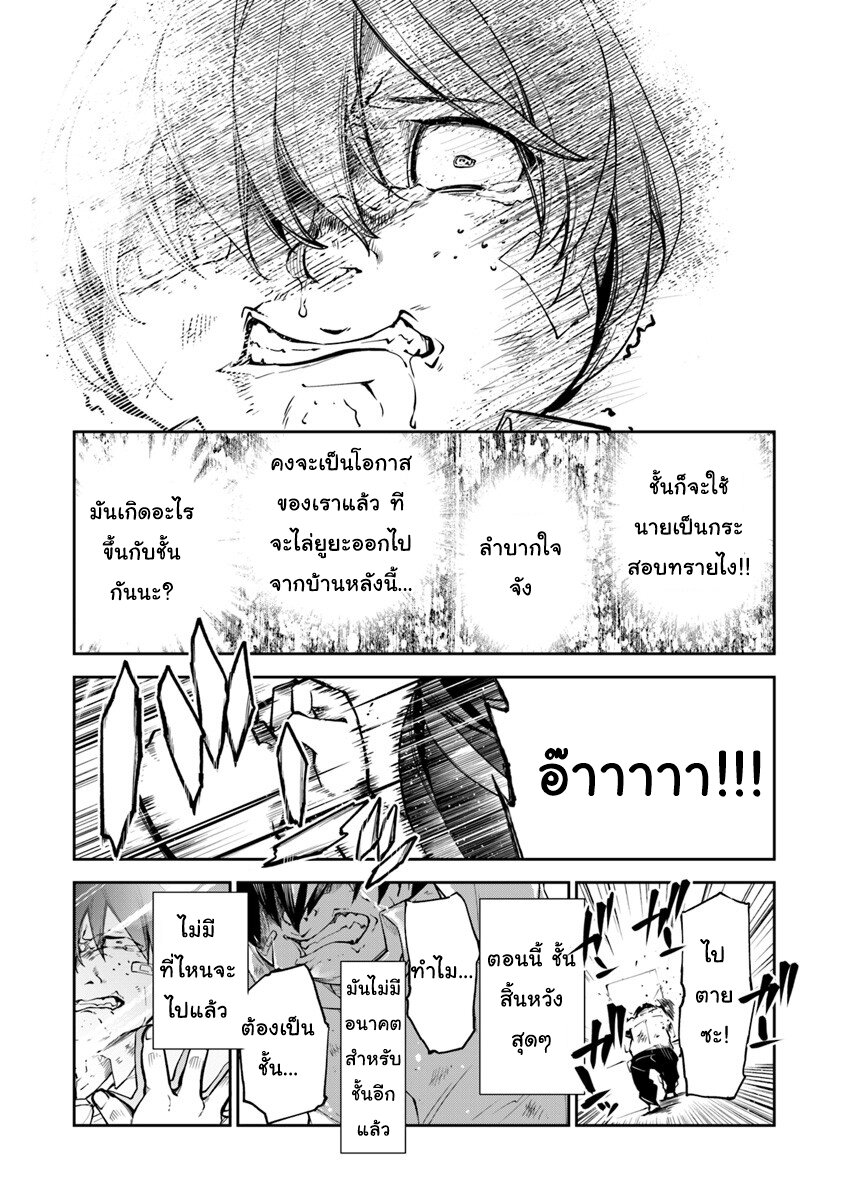 ชั้นก็จะใช้
นายเป็นกระ
สอบทรายไง!!
ลำบากใจ
จัง
คงจะเป็นโอกาส
ของเราแล้ว ที
จะไล่ยูยะออกไป
จากบ้านหลังนี้...
มันเกิดอะไร
ขึ้นกับชั้น
กันนะ?
อ๊าาาาา!!!
ไป
ตาย
ซะ!
ตอนนี้ ชั้น
สิ้นหวัง
สุดๆ
ทำไม...
มันไม่มี
อนาคต
สำหรับ
ชั้นอีก
แล้ว
ต้องเป็น
ชั้น...
ไม่มี
ที่ไหนจะ
ไปแล้ว